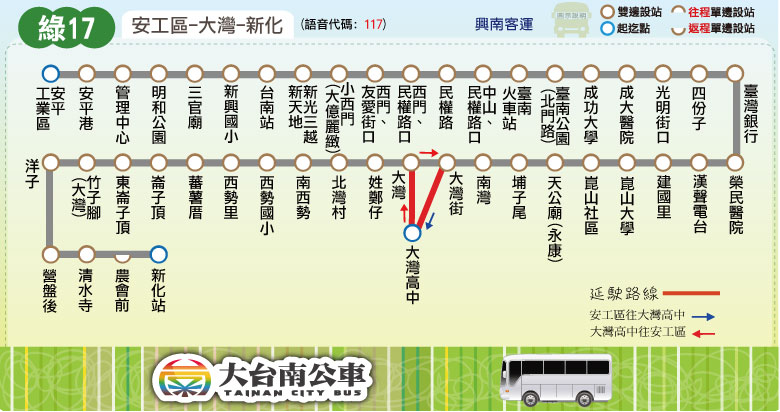 綠17
安工區-大灣-新化
(語音代碼：117)
興南客運
雙邊設站
往程單邊設站
起迄點
返程單邊設站
安平工業區
安平港
管理中心
明和公園
三官廟
新興國小
台南站
新光三越新天地
小西門(大億麗緻)
西門、友愛街口
西門、民權路口
民權路
中山、民權路口
臺南火車站
臺南公園(北門路)
成功大學
成大醫院
光明街口
四份子
臺灣銀行
榮民醫院
漢聲電台
建國里
崑山大學
崑山社區
天公廟(永康)
埔子尾
南灣
大灣街
大灣
大灣高中
姓鄭仔
北灣村
南西勢
西勢國小
西勢里
蕃薯厝
崙子頂
東崙子頂
竹子腳(大灣)
洋子
營盤後
清水寺
農會前
新化站
延駛路線
安工區往大灣高中
大灣高中往安工區
大台南公車
TAINAN CITY BUS